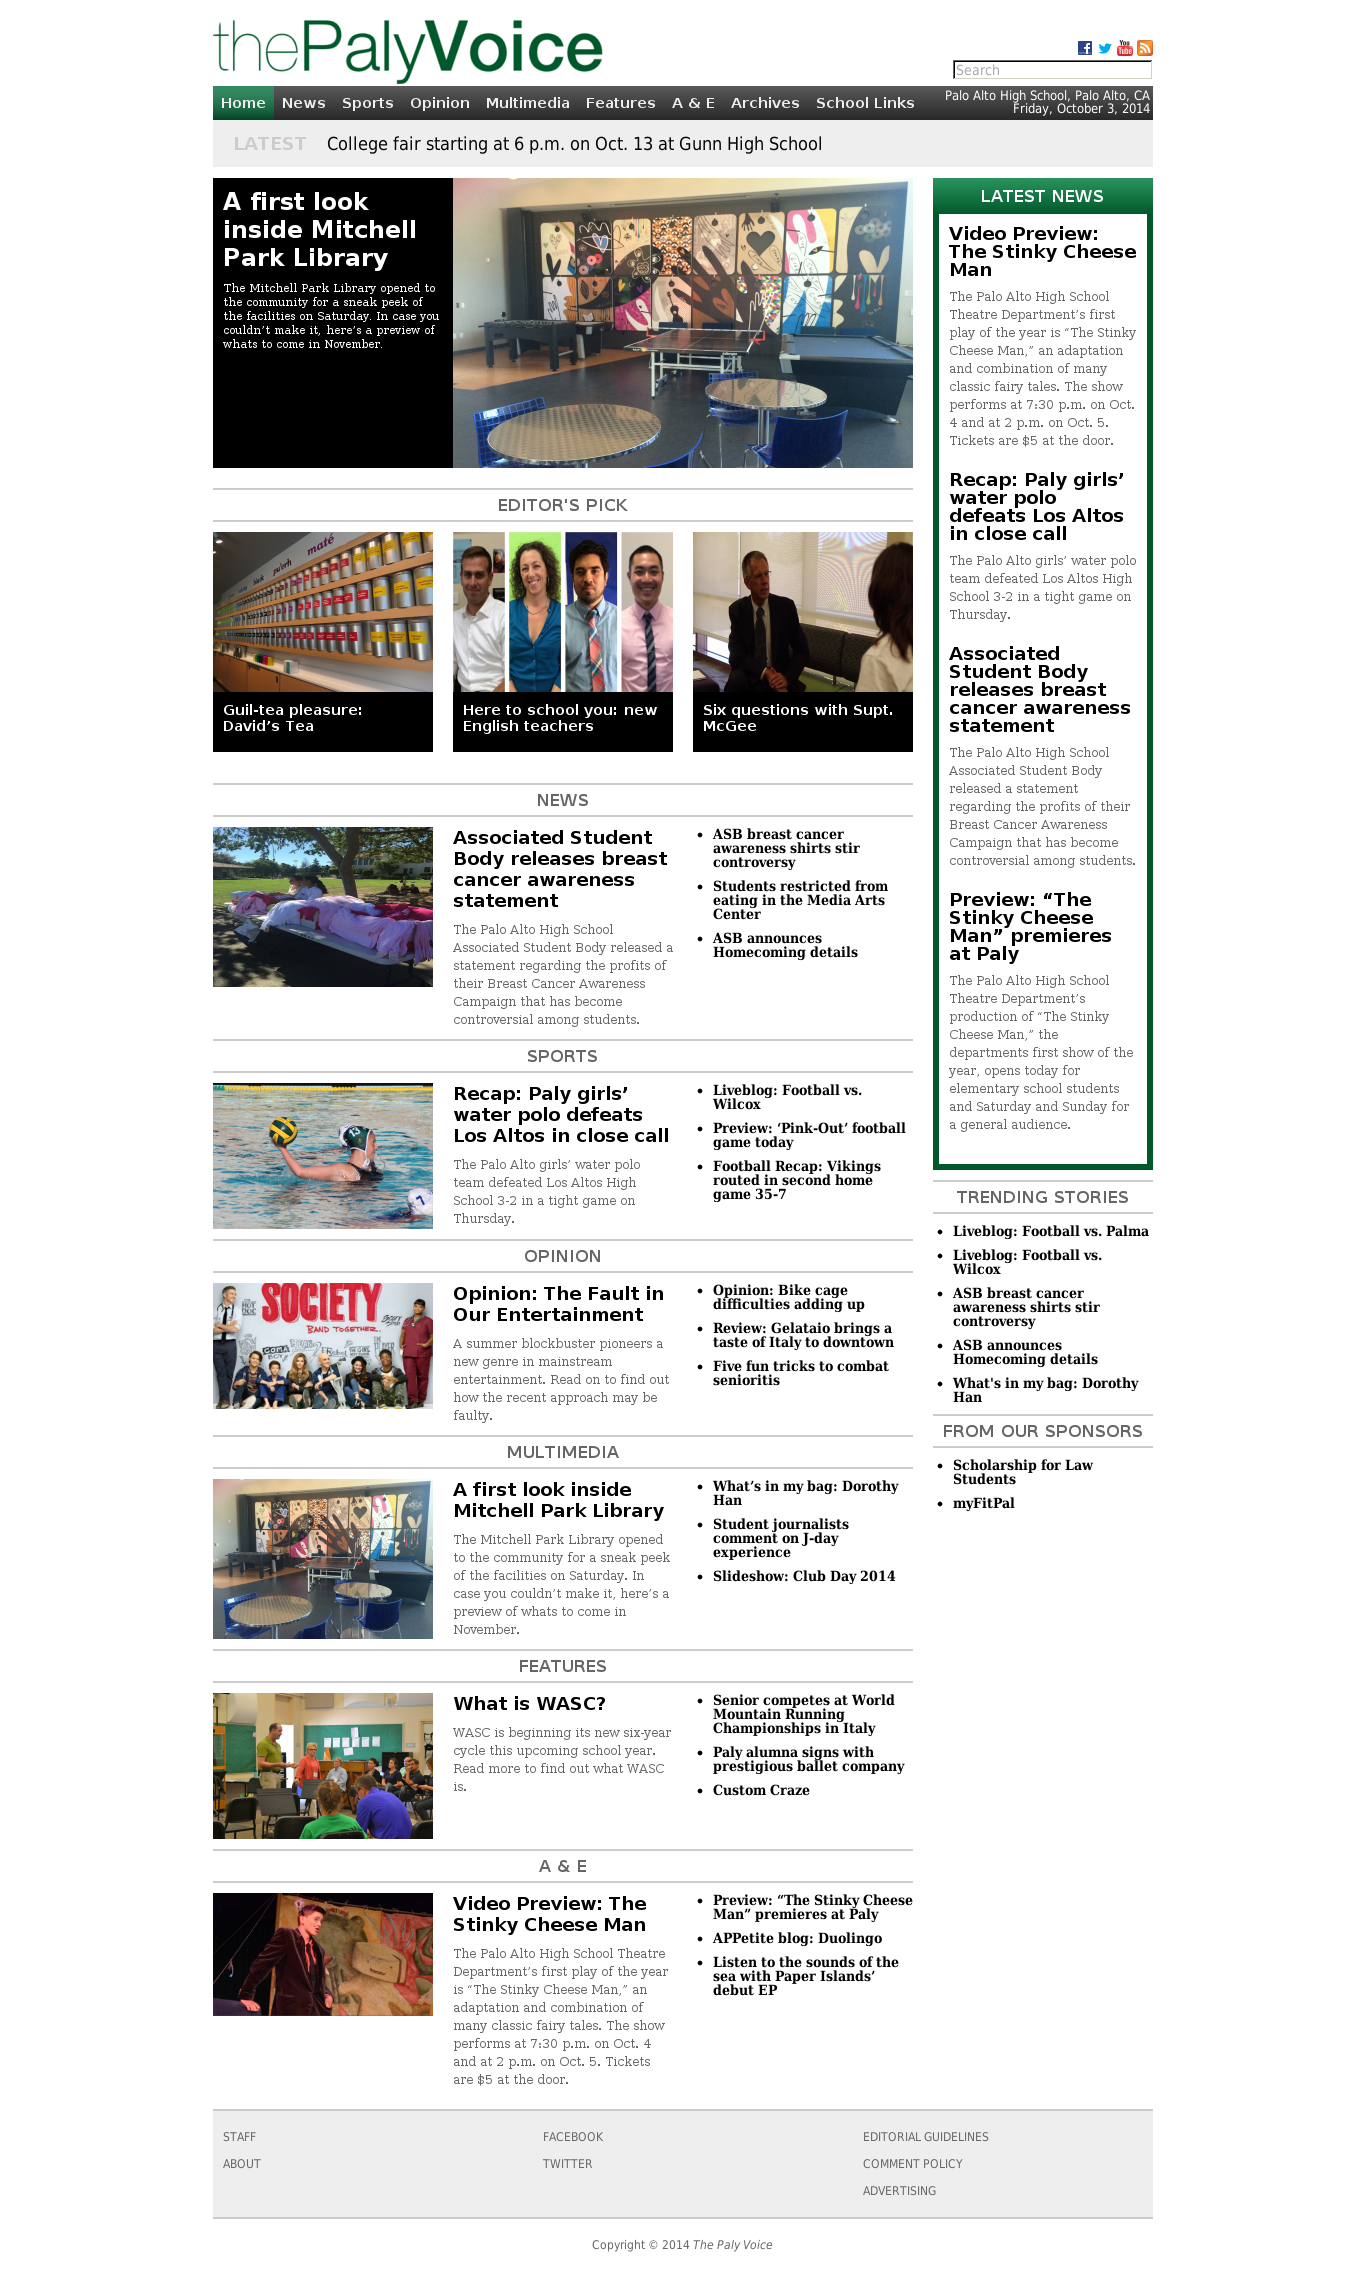 thePalyVoice
Search
Home News Sports Opinion Multimedia Features A & E Archives School Links
Palo Alto High School, Palo Alto, CA
Friday, October 3, 2014
LATEST College fair starting at 6 p.m. on Oct. 13 at Gunn High School
A first look
inside Mitchell
Park Library
The Mitchell Park Library opened to
the community for a sneak peek of
the facilities on Saturday. In case you
couldn’t make it, here’s a preview of
whats to come in November.
EDITOR'S PICK
maté
pu'erh
black
Guil-tea pleasure:
David’s Tea
Here to school you: new
English teachers
Six questions with Supt.
McGee
NEWS
Associated Student
Body releases breast
cancer awareness
statement
The Palo Alto High School
Associated Student Body released a
statement regarding the profits of
their Breast Cancer Awareness
Campaign that has become
controversial among students.
• ASB breast cancer
awareness shirts stir
controversy
• Students restricted from
eating in the Media Arts
Center
• ASB announces
Homecoming details
SPORTS
13
7
Recap: Paly girls’
water polo defeats
Los Altos in close call
The Palo Alto girls’ water polo
team defeated Los Altos High
School 3-2 in a tight game on
Thursday.
• Liveblog: Football vs.
Wilcox
• Preview: ‘Pink-Out’ football
game today
• Football Recap: Vikings
routed in second home
game 35-7
OPINION
SOCIETY
BAND TOGETHER.
Opinion: The Fault in
Our Entertainment
A summer blockbuster pioneers a
new genre in mainstream
entertainment. Read on to find out
how the recent approach may be
faulty.
• Opinion: Bike cage
difficulties adding up
• Review: Gelataio brings a
taste of Italy to downtown
• Five fun tricks to combat
senioritis
MULTIMEDIA
A first look inside
Mitchell Park Library
The Mitchell Park Library opened
to the community for a sneak peek
of the facilities on Saturday. In
case you couldn’t make it, here’s a
preview of whats to come in
November.
• What’s in my bag: Dorothy
Han
• Student journalists
comment on J-day
experience
• Slideshow: Club Day 2014
FEATURES
What is WASC?
WASC is beginning its new six-year
cycle this upcoming school year.
Read more to find out what WASC
is.
• Senior competes at World
Mountain Running
Championships in Italy
• Paly alumna signs with
prestigious ballet company
• Custom Craze
A & E
Video Preview: The
Stinky Cheese Man
The Palo Alto High School Theatre
Department’s first play of the year
is “The Stinky Cheese Man,” an
adaptation and combination of
many classic fairy tales. The show
performs at 7:30 p.m. on Oct. 4
and at 2 p.m. on Oct. 5. Tickets
are $5 at the door.
• Preview: “The Stinky Cheese
Man” premieres at Paly
• APPetite blog: Duolingo
• Listen to the sounds of the
sea with Paper Islands’
debut EP
LATEST NEWS
Video Preview:
The Stinky Cheese
Man
The Palo Alto High School
Theatre Department’s first
play of the year is “The Stinky
Cheese Man,” an adaptation
and combination of many
classic fairy tales. The show
performs at 7:30 p.m. on Oct.
4 and at 2 p.m. on Oct. 5.
Tickets are $5 at the door.
Recap: Paly girls’
water polo
defeats Los Altos
in close call
The Palo Alto girls’ water polo
team defeated Los Altos High
School 3-2 in a tight game on
Thursday.
Associated
Student Body
releases breast
cancer awareness
statement
The Palo Alto High School
Associated Student Body
released a statement
regarding the profits of their
Breast Cancer Awareness
Campaign that has become
controversial among students.
Preview: “The
Stinky Cheese
Man” premieres
at Paly
The Palo Alto High School
Theatre Department’s
production of “The Stinky
Cheese Man,” the
departments first show of the
year, opens today for
elementary school students
and Saturday and Sunday for
a general audience.
TRENDING STORIES
• Liveblog: Football vs. Palma
• Liveblog: Football vs.
Wilcox
• ASB breast cancer
awareness shirts stir
controversy
• ASB announces
Homecoming details
• What's in my bag: Dorothy
Han
FROM OUR SPONSORS
• Scholarship for Law
Students
• myFitPal
STAFF
ABOUT
FACEBOOK
TWITTER
EDITORIAL GUIDELINES
COMMENT POLICY
ADVERTISING
Copyright © 2014 The Paly Voice